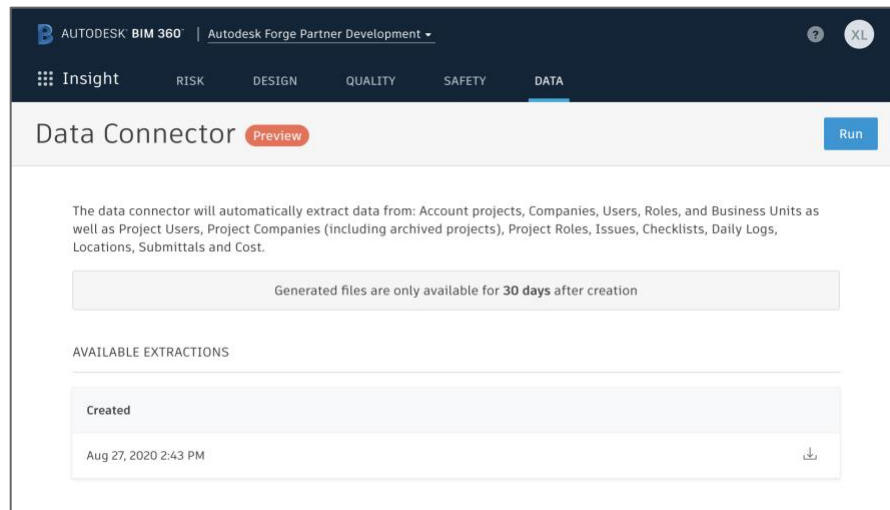 AUTODESK® BIM 360™ | Autodesk Forge Partner Development
? XL
Insight RISK DESIGN QUALITY SAFETY DATA
Data Connector Preview Run
The data connector will automatically extract data from: Account projects, Companies, Users, Roles, and Business Units as
well as Project Users, Project Companies (including archived projects), Project Roles, Issues, Checklists, Daily Logs,
Locations, Submittals and Cost.
Generated files are only available for 30 days after creation
AVAILABLE EXTRACTIONS
Created
Aug 27, 2020 2:43 PM